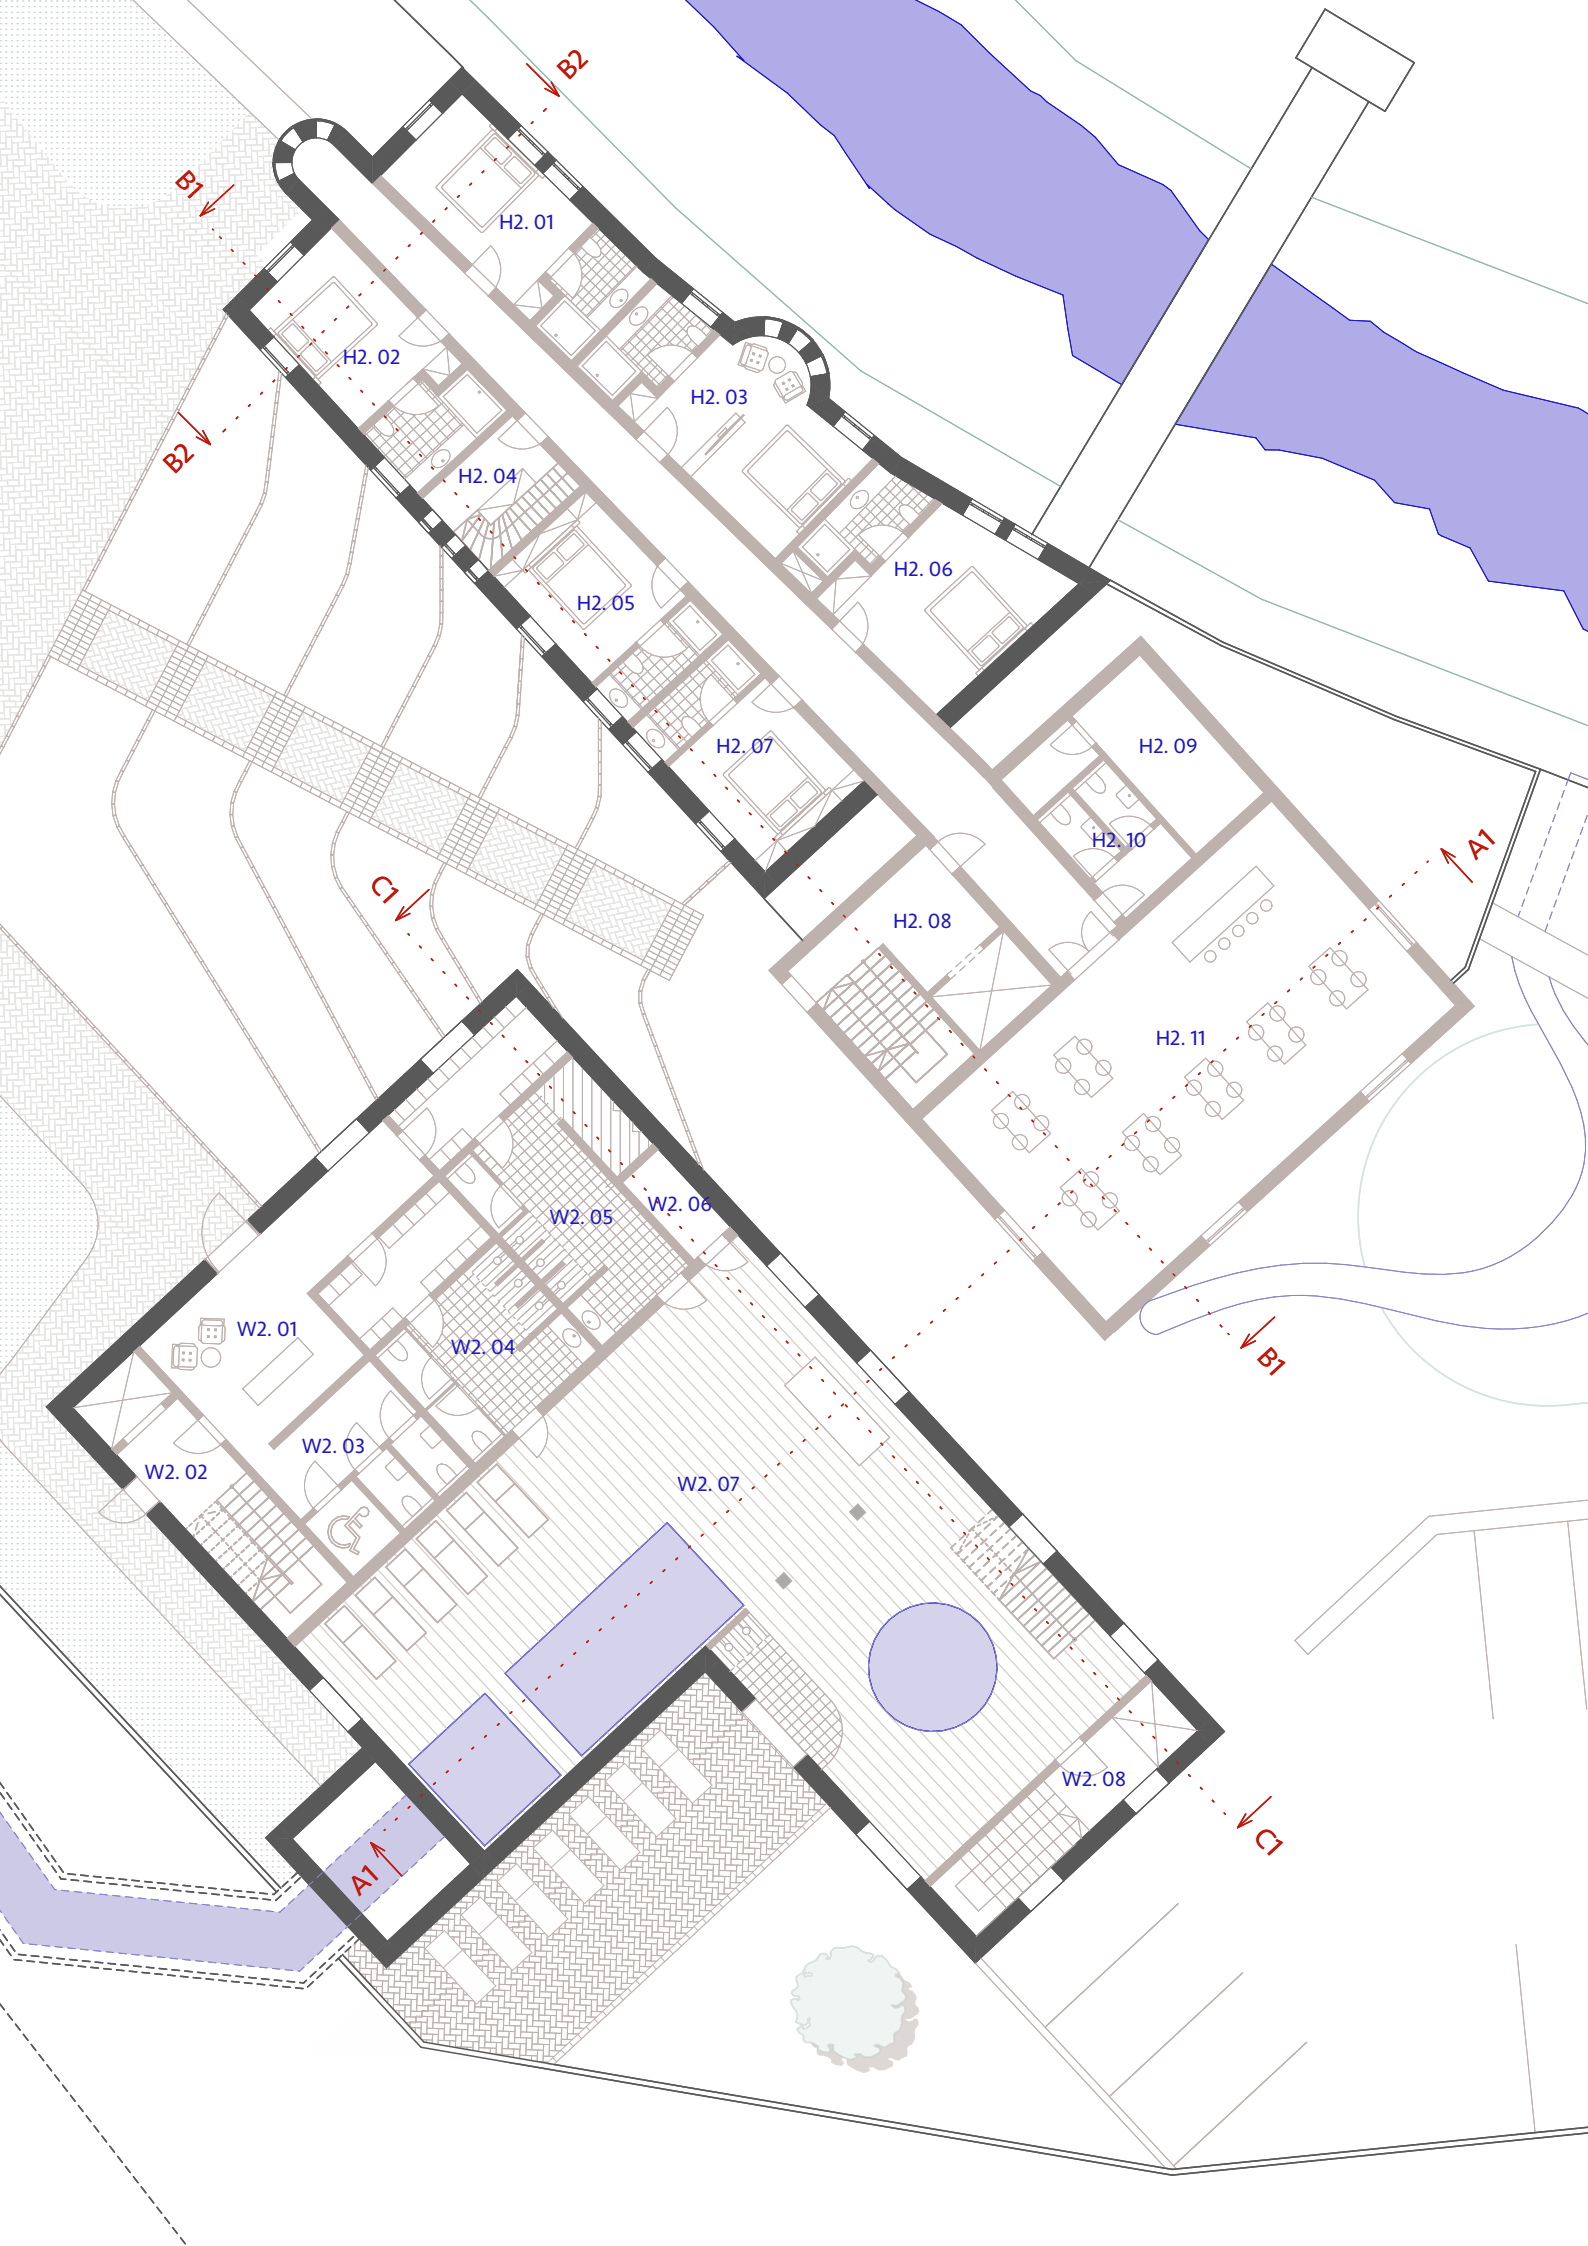 B2
B1
H2. 01
H2. 02
H2. 03
B2
H2. 04
H2. 06
H2. 05
H2. 07
H2. 09
H2. 10
A1
C1
H2. 08
H2. 11
W2. 06
W2. 05
W2. 01
W2. 04
B1
W2. 03
W2. 02
W2. 07
W2. 08
C1
A1